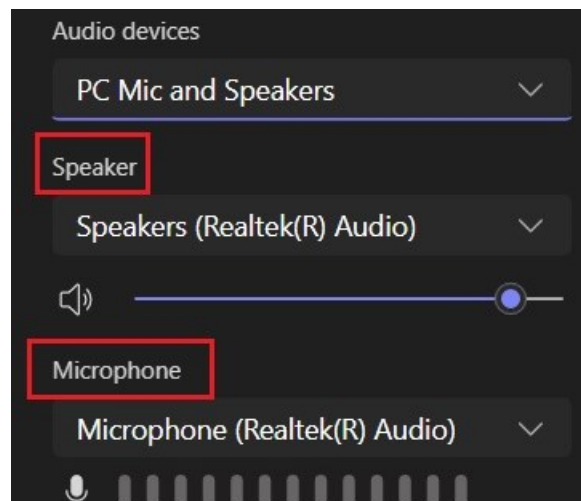 Audio devices
PC Mic and Speakers
Speaker
Speakers (Realtek(R) Audio)
Microphone
Microphone (Realtek(R) Audio)